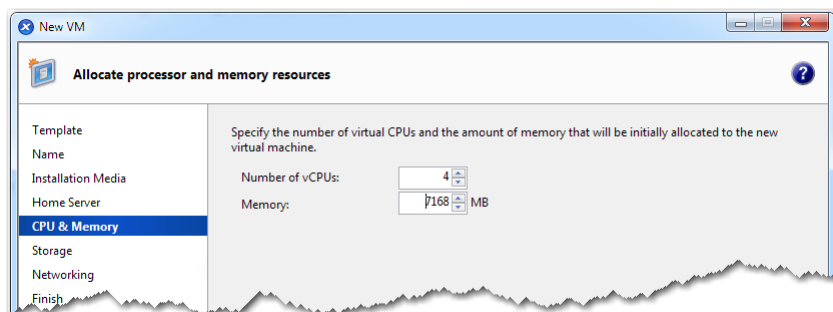 New VM
Allocate processor and memory resources
?
Template
Name
Installation Media
Home Server
CPU & Memory
Storage
Networking
Finish
Specify the number of virtual CPUs and the amount of memory that will be initially allocated to the new
virtual machine.
Number of vCPUs: 4
Memory: 7168 MB